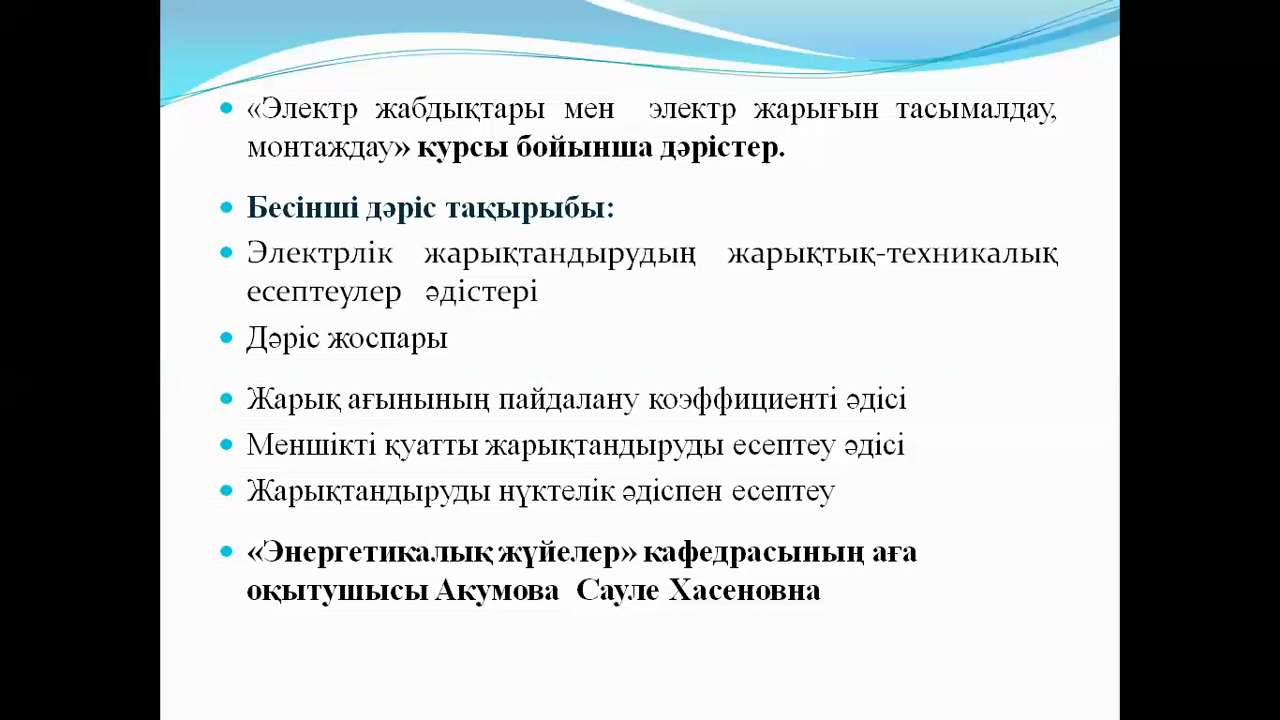 «Электр жабдықтары мен электр жарығын тасымалдау,
монтаждау» курсы бойынша дәрістер.
Бесінші дәріс тақырыбы:
Электрлік жарықтандырудың жарықтық-техникалық
есептеулер әдістері
Дәріс жоспары
Жарық ағынының пайдалану коэффициенті әдісі
Меншікті қуатты жарықтандыруды есептеу әдісі
Жарықтандыруды нүктелік әдіспен есептеу
«Энергетикалық жүйелер» кафедрасының аға
оқытушысы Акумова Сауле Хасеновна